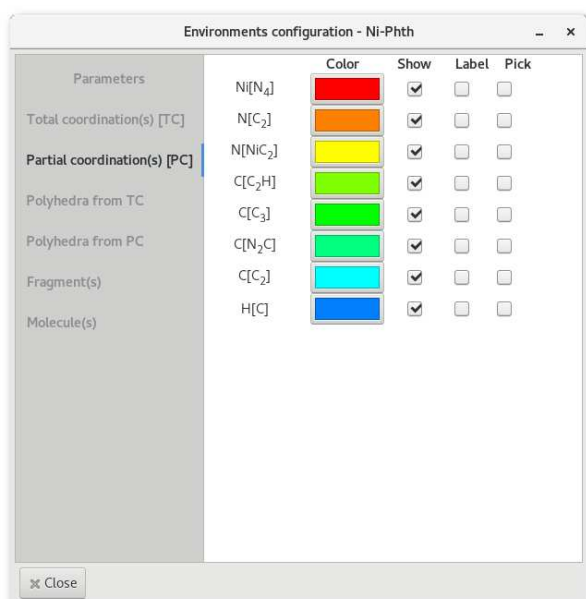 Environments configuration - Ni-Phth
Parameters
Total coordination(s) [TC]
Partial coordination(s) [PC]
Polyhedra from TC
Polyhedra from PC
Fragment(s)
Molecule(s)
Color Show Label Pick
Ni[N₄]
N[C₂]
N[NiC₂]
C[C₂H]
C[C₃]
C[N₂C]
C[C₂]
H[C]
Close